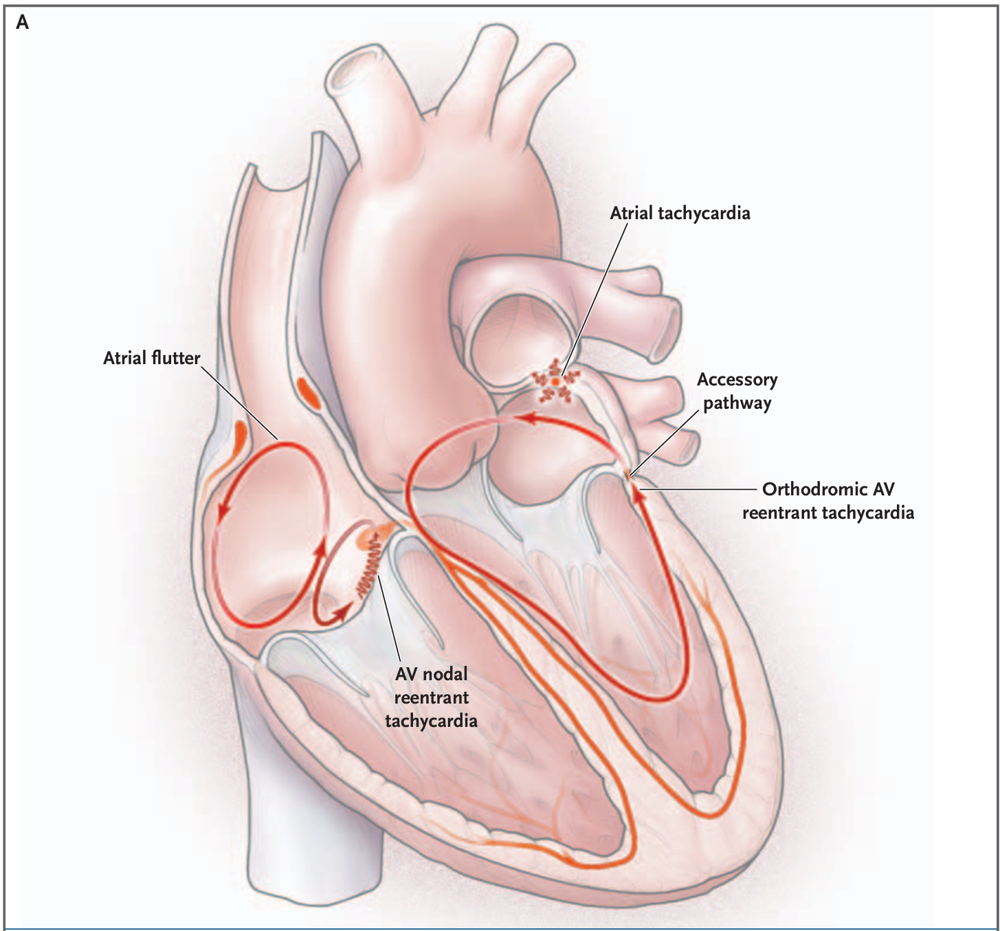 A
Atrial tachycardia
Atrial flutter
Accessory
pathway
Orthodromic AV
reentrant tachycardia
AV nodal
reentrant
tachycardia